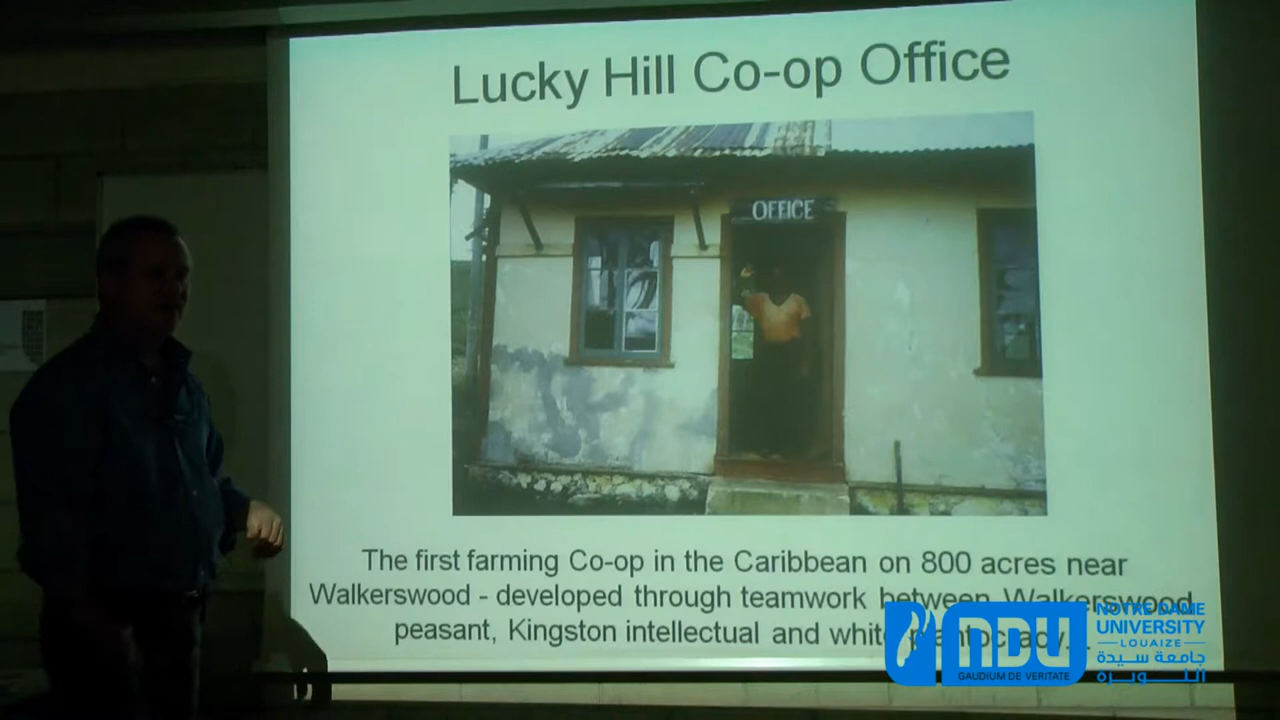 Lucky Hill Co-op Office
OFFICE
The first farming Co-op in the Caribbean on 800 acres near
Walkerswood - developed through teamwork between Walkerswood
peasant, Kingston intellectual and white plantocracy
NDU
GAUDIUM DE VERITATE
NOTRE DAME
UNIVERSITY
LOUAIZE
جامعة سيدة
اللويزة